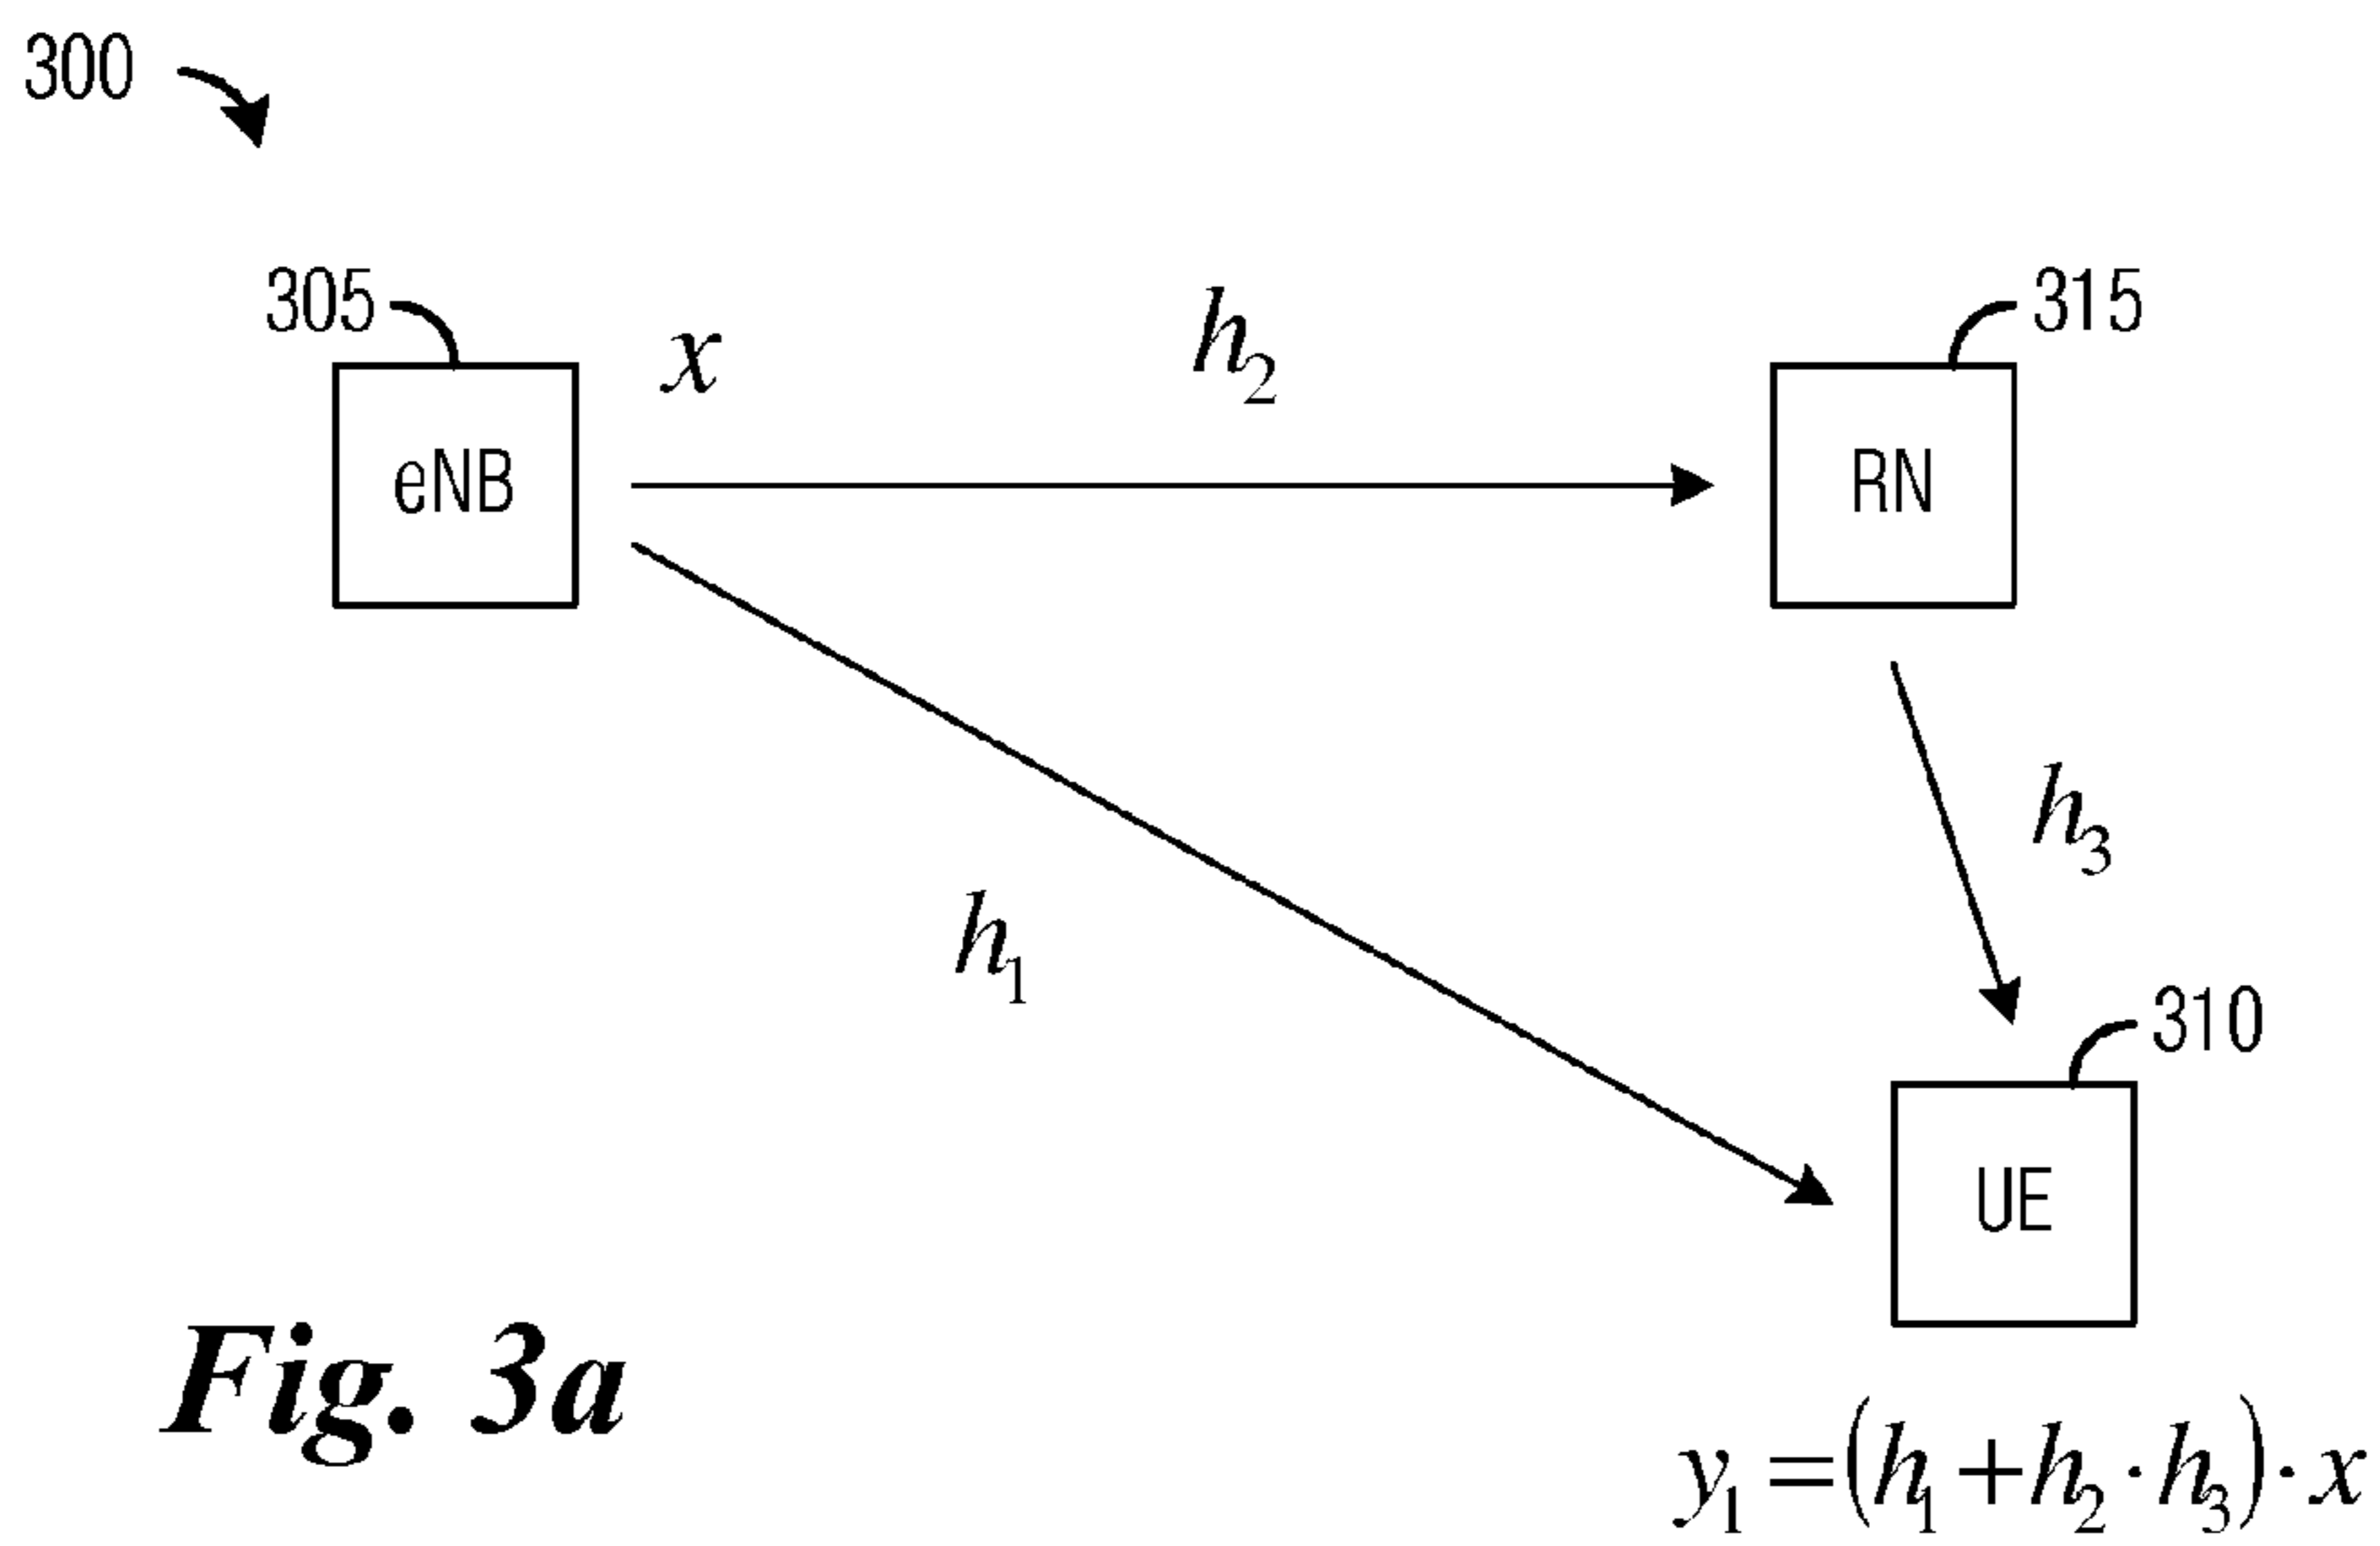 300
305
x
h₂
315
eNB
RN
h₃
h₁
310
UE
Fig. 3a
y₁ = (h₁ + h₂ · h₃) · x